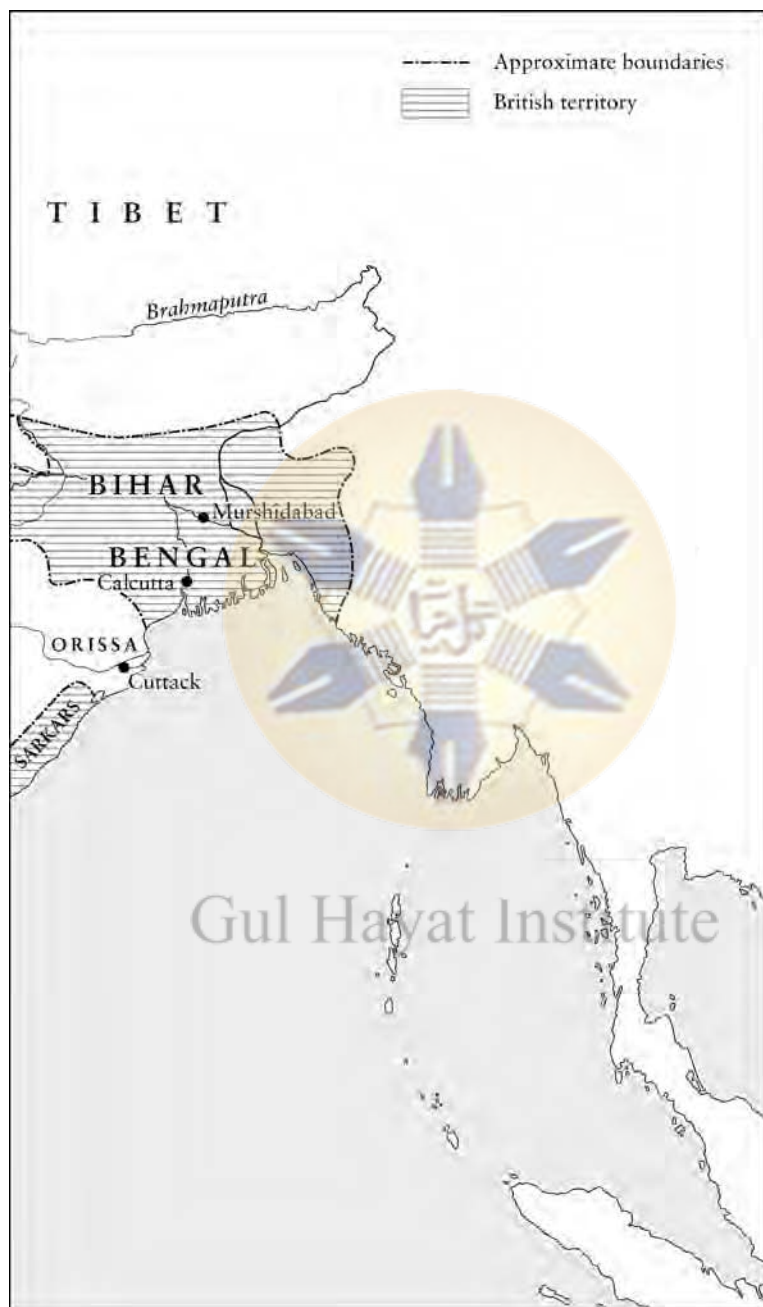 Approximate boundaries
British territory
TIBET
Brahmaputra
BIHAR
Murshidabad
BENGAL
Calcutta
ORISSA
Cuttack
SARKARS
Gul Hayat Institute